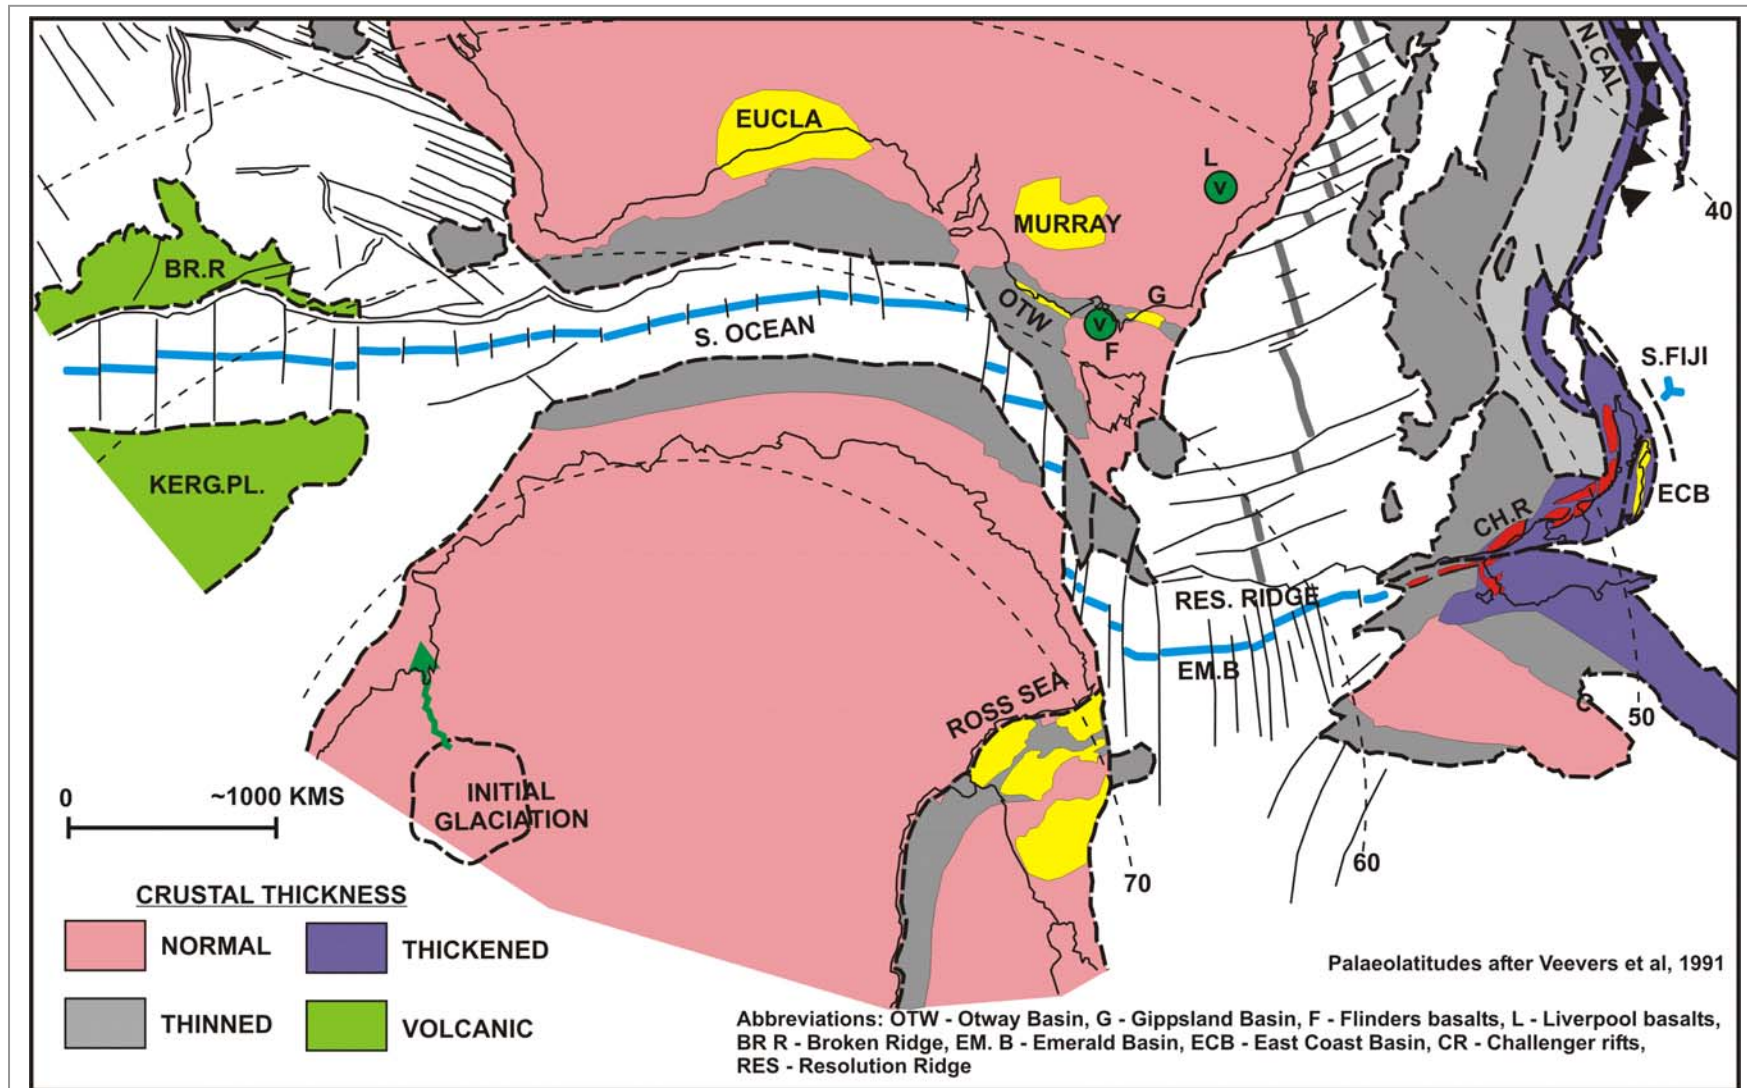 N.CAL
EUCLA
L
V
40
MURRAY
BR.R
G
OTW
S. OCEAN
V
F
S.FIJI
KERG.PL.
ECB
CH.R
RES. RIDGE
EM.B
ROSS SEA
50
0
~1000 KMS
INITIAL
GLACIATION
60
70
CRUSTAL THICKNESS
NORMAL
THICKENED
THINNED
VOLCANIC
Palaeolatitudes after Veevers et al, 1991
Abbreviations: OTW - Otway Basin, G - Gippsland Basin, F - Flinders basalts, L - Liverpool basalts,
BR R - Broken Ridge, EM. B - Emerald Basin, ECB - East Coast Basin, CR - Challenger rifts,
RES - Resolution Ridge